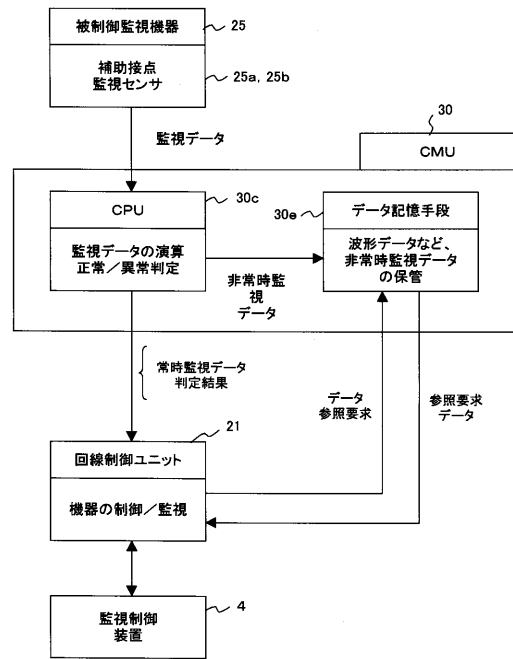 被制御監視機器
25
補助接点
監視センサ
25a, 25b
監視データ
30
CMU
CPU
30c
監視データの演算
正常／異常判定
30e
データ記憶手段
波形データなど、
非常時監視データ
の保管
非常時監
視
データ
常時監視データ
判定結果
データ
参照要求
参照要求
データ
21
回線制御ユニット
機器の制御／監視
監視制御
装置
4